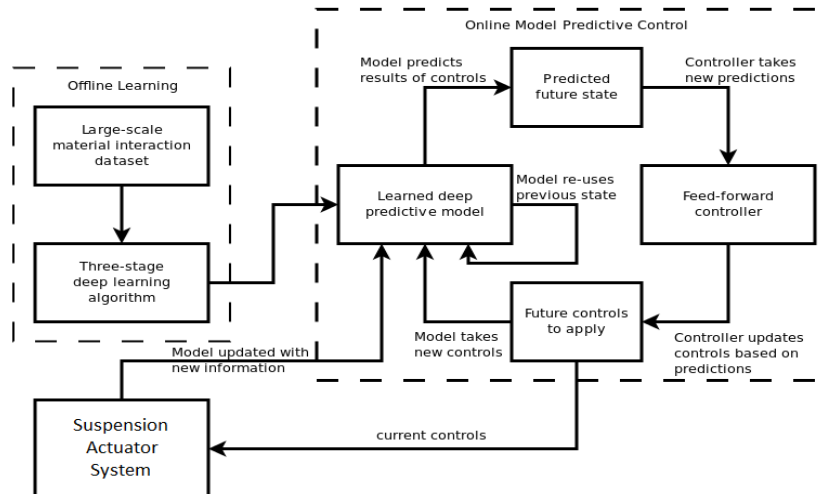 Online Model Predictive Control
Offline Learning
Large-scale
material interaction
dataset
Three-stage
deep learning
algorithm
Model predicts
results of controls
Predicted
future state
Controller takes
new predictions
Learned deep
predictive model
Model re-uses
previous state
Feed-forward
controller
Future controls
to apply
Model takes
new controls
Controller updates
controls based on
predictions
Model updated with
new information
Suspension
Actuator
System
current controls